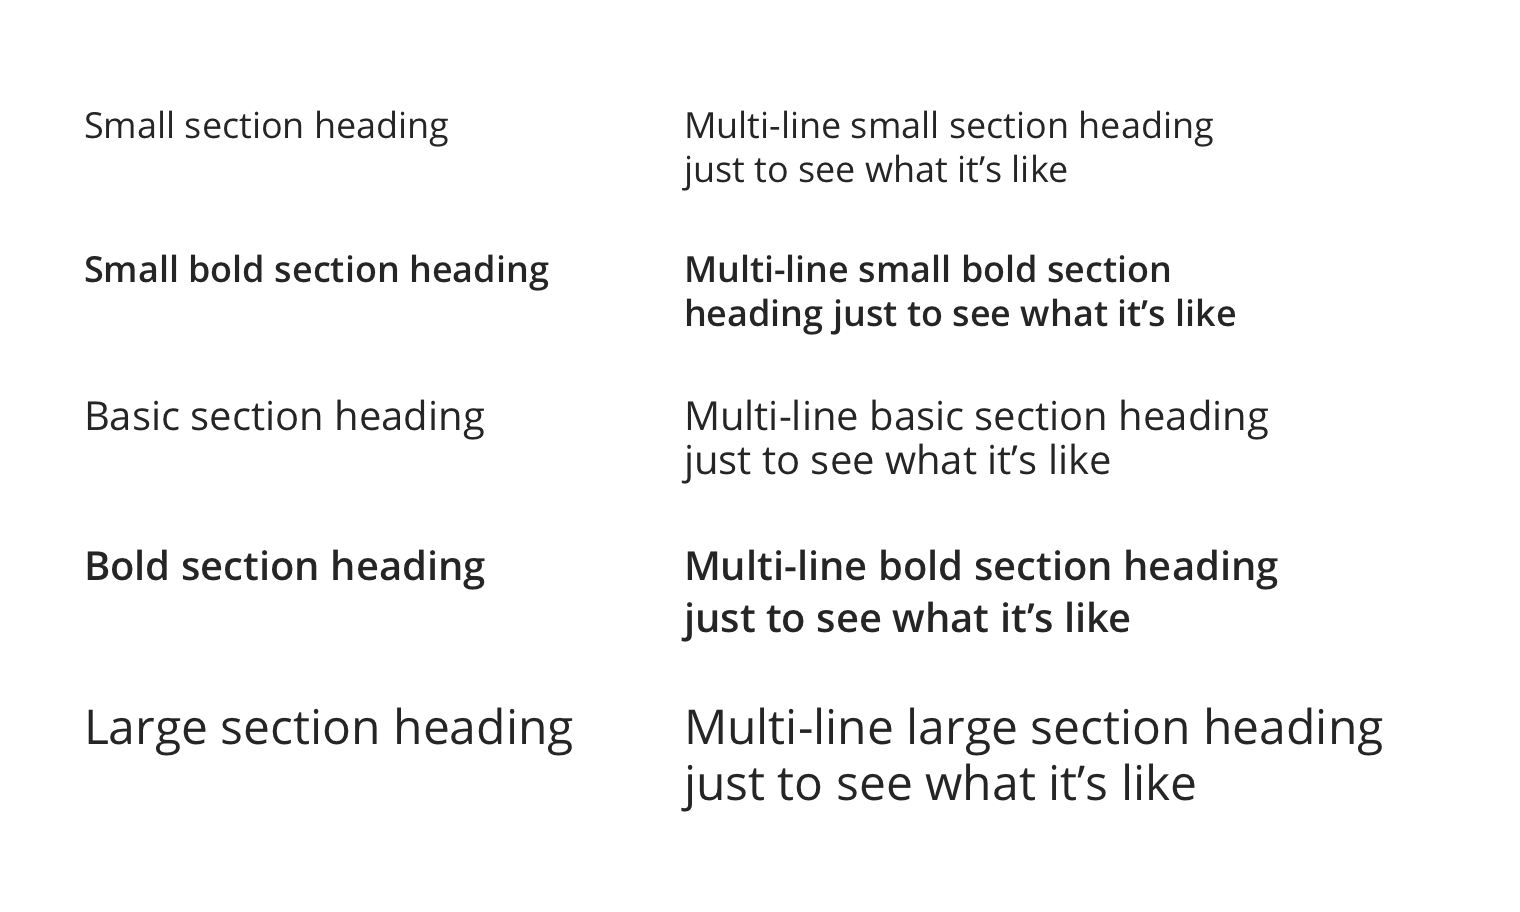 Small section heading
Multi-line small section heading
just to see what it’s like
Small bold section heading
Multi-line small bold section
heading just to see what it’s like
Basic section heading
Multi-line basic section heading
just to see what it’s like
Bold section heading
Multi-line bold section heading
just to see what it’s like
Large section heading
Multi-line large section heading
just to see what it’s like